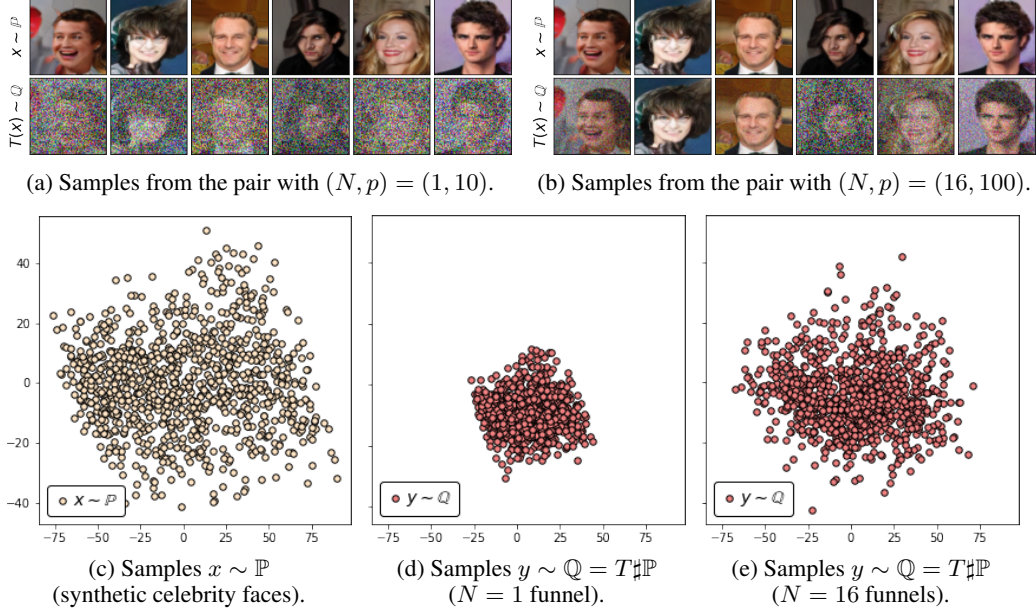 x ∼ ℙ
T(x) ∼ ℚ
(a) Samples from the pair with (N, p) = (1, 10).
x ∼ ℙ
T(x) ∼ ℚ
(b) Samples from the pair with (N, p) = (16, 100).
40
20
0
−20
−40
x ∼ ℙ
−75 −50 −25 0 25 50 75
(c) Samples x ∼ ℙ
(synthetic celebrity faces).
y ∼ ℚ
−75 −50 −25 0 25 50 75
(d) Samples y ∼ ℚ = T♯ℙ
(N = 1 funnel).
y ∼ ℚ
−75 −50 −25 0 25 50 75
(e) Samples y ∼ ℚ = T♯ℙ
(N = 16 funnels).